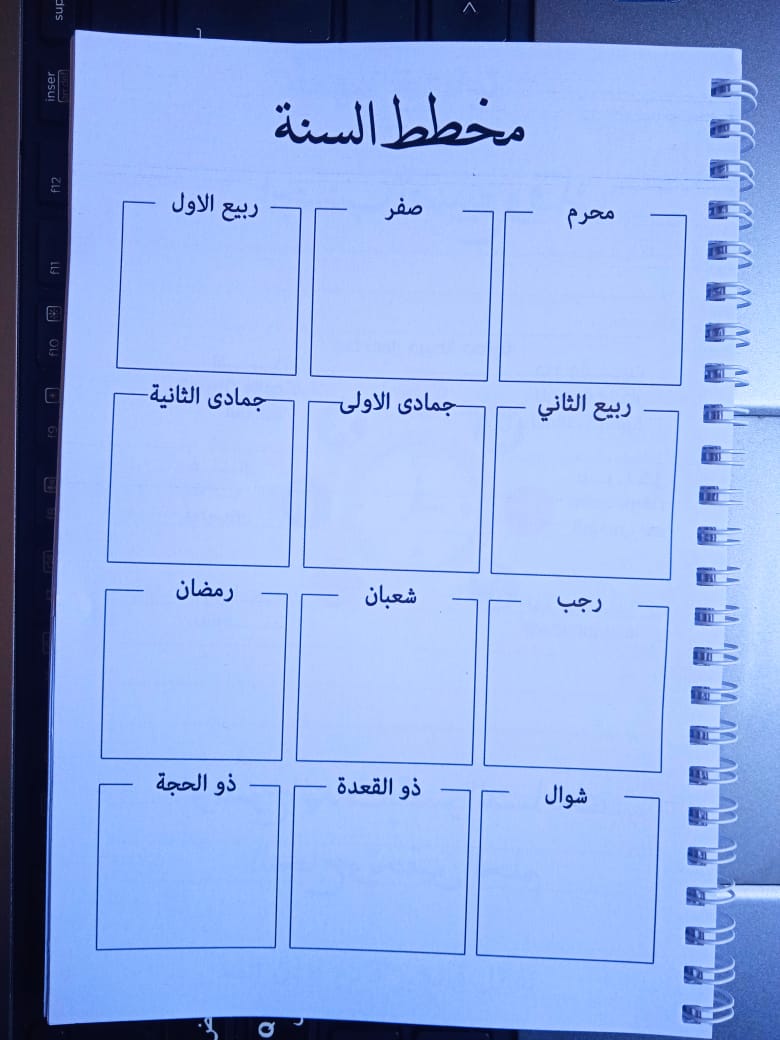 مخطط السنة
محرم
صفر
ربيع الاول
ربيع الثاني
جمادى الاولى
جمادى الثانية
رجب
شعبان
رمضان
شوال
ذو القعدة
ذو الحجة
inser
f12
f11
f10
f9
f8
Q
ض